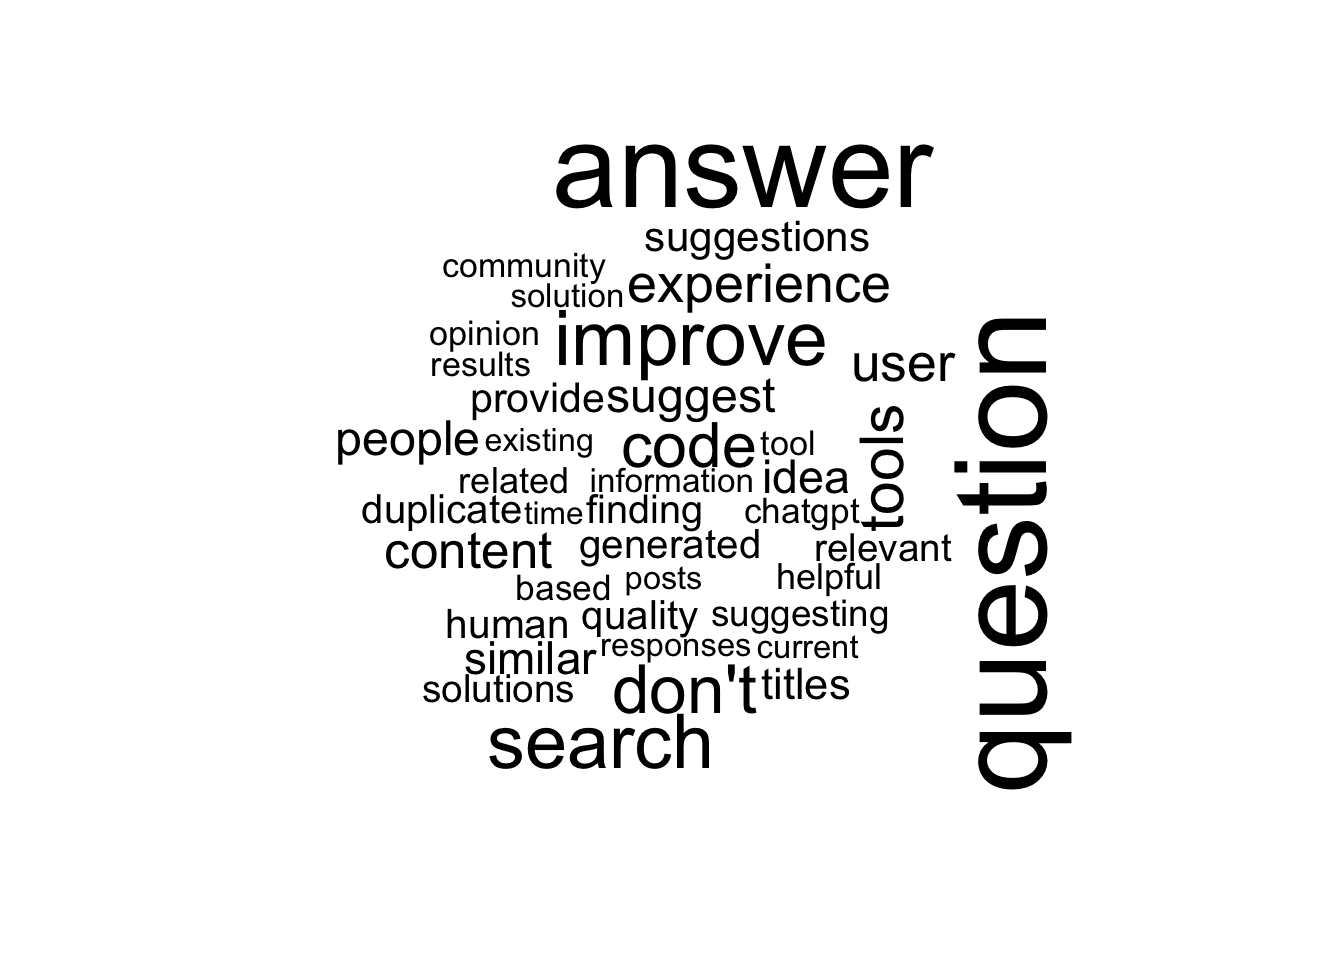 answer
suggestions
community
solution experience
opinion improve
results
user
provide suggest
people existing code tool
tools
question
related information idea
duplicate time finding chatgpt
content generated relevant
based posts helpful
human quality suggesting
similar responses current
solutions don't titles
search